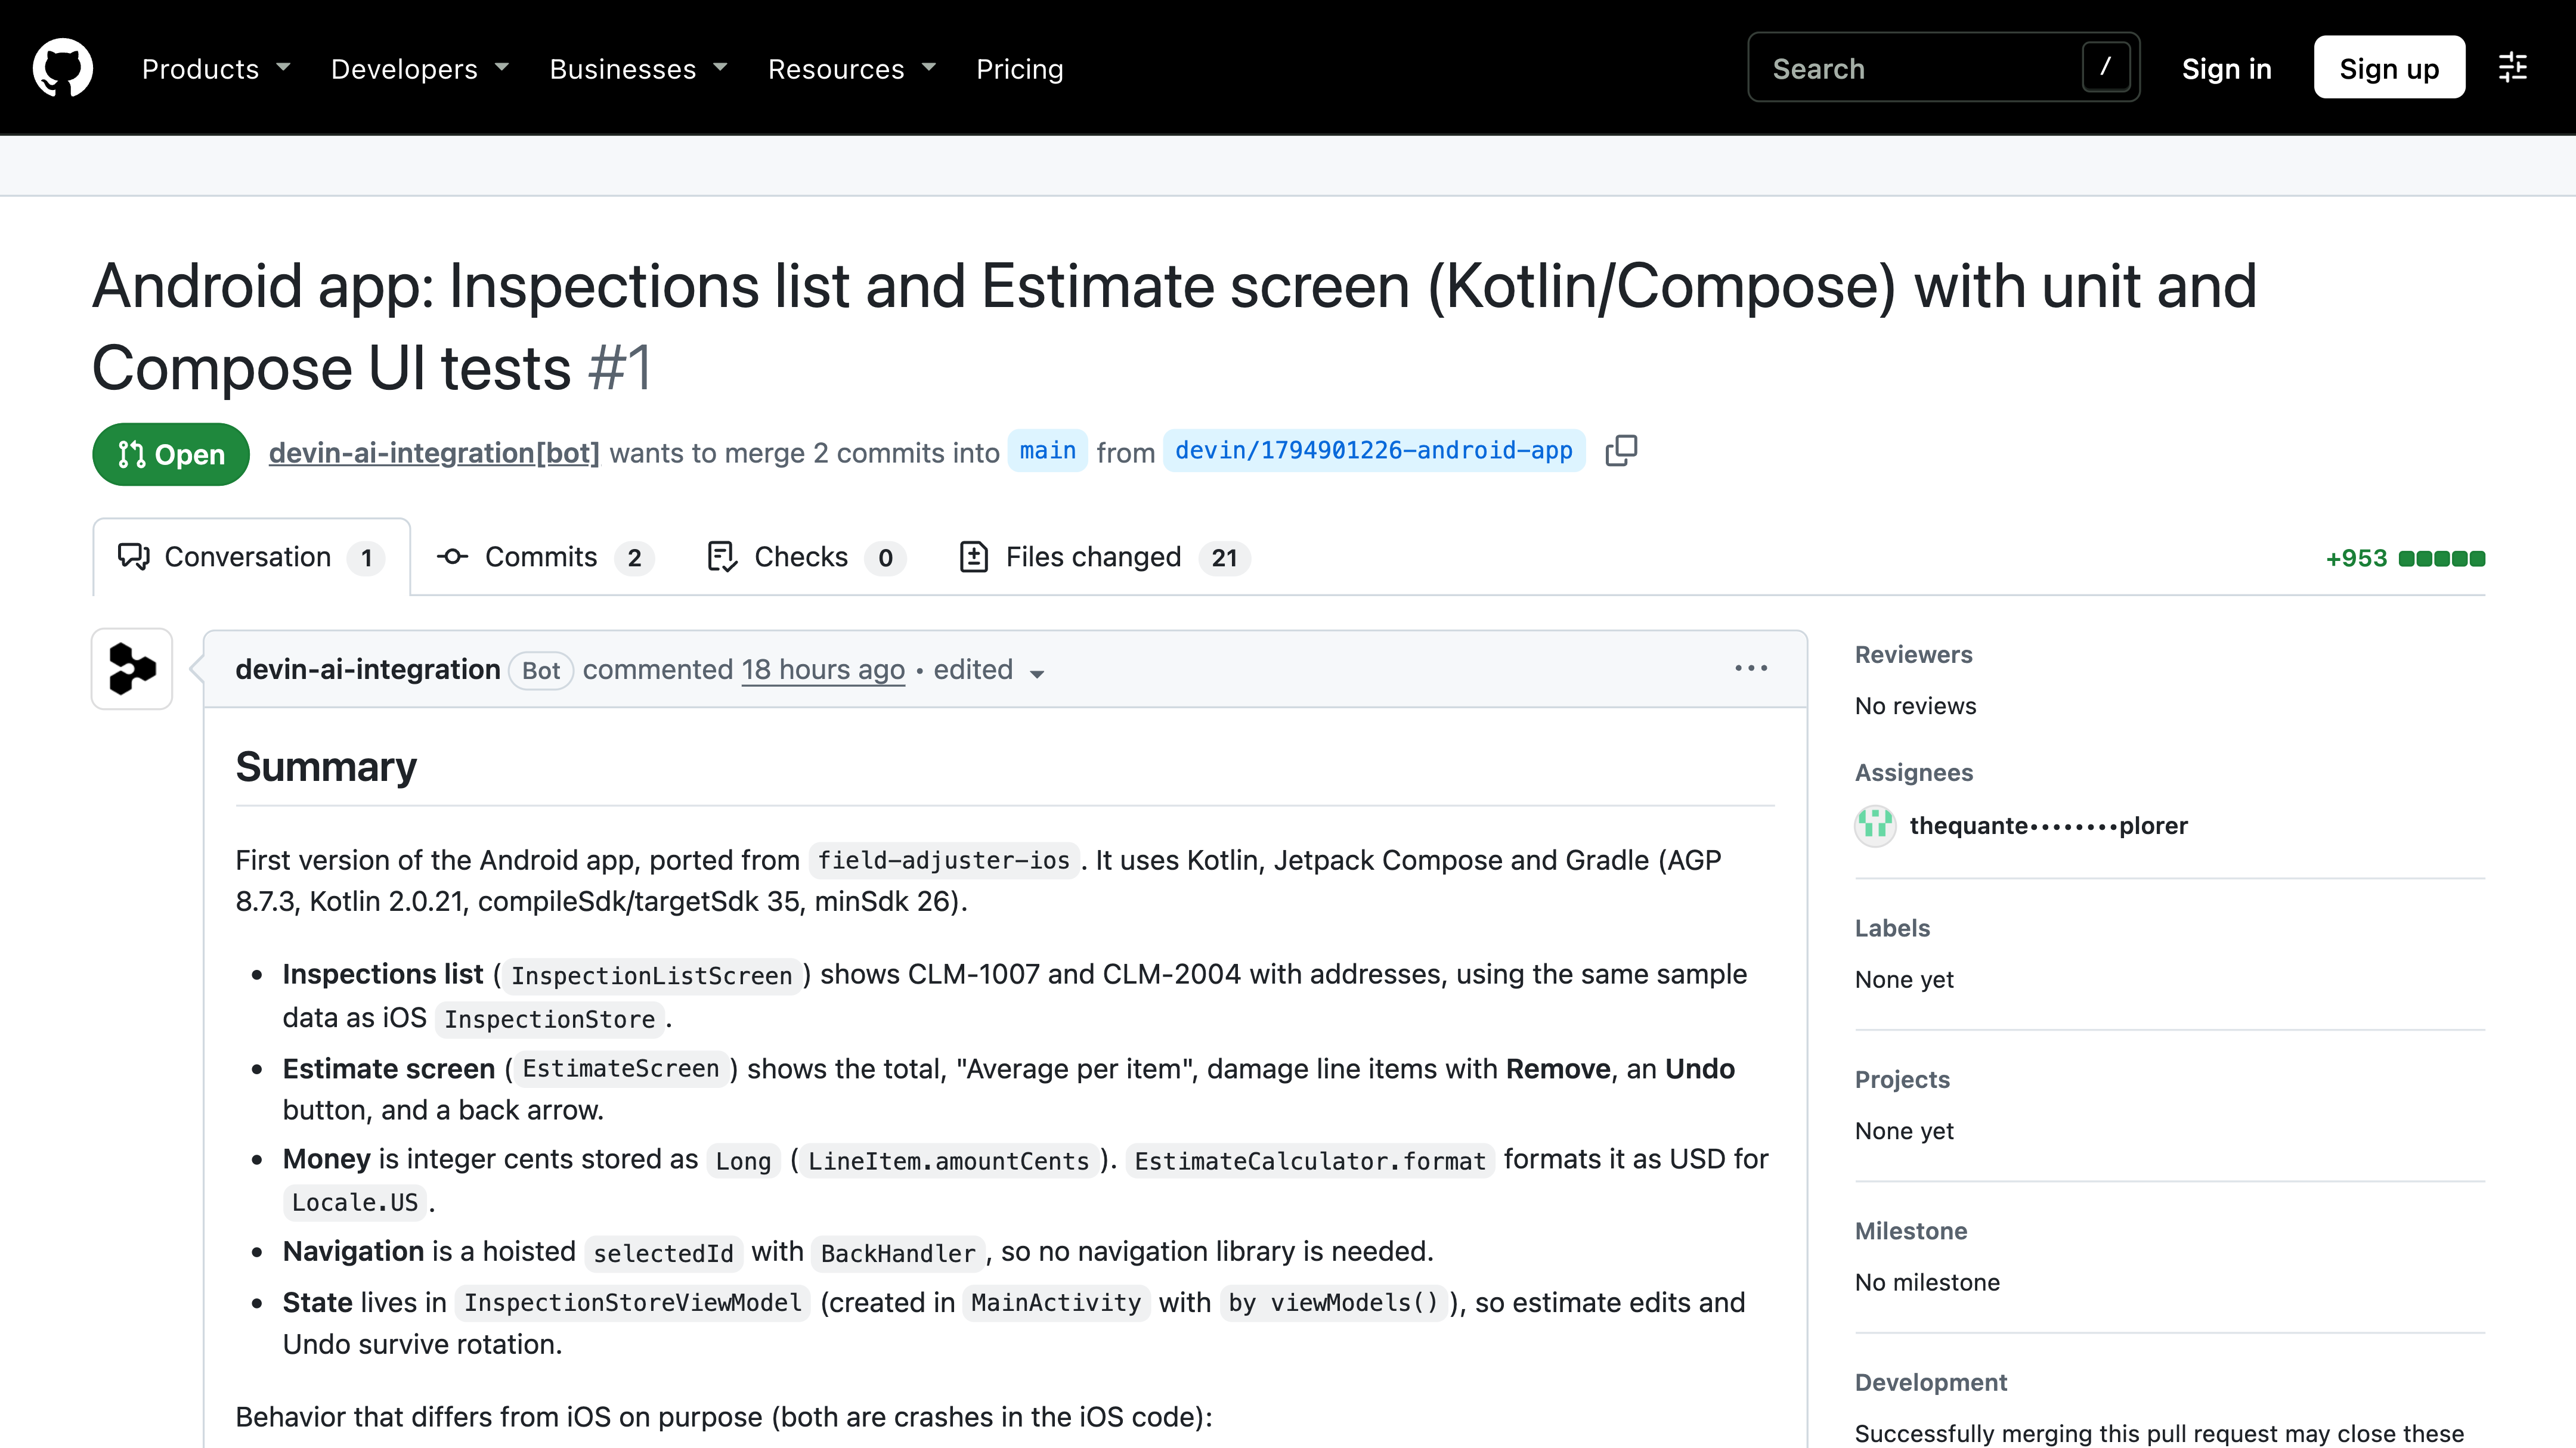 Products Developers Businesses Resources Pricing Search / Sign in Sign up
Android app: Inspections list and Estimate screen (Kotlin/Compose) with unit and
Compose UI tests #1
Open devin-ai-integration[bot] wants to merge 2 commits into main from devin/1794901226-android-app
Conversation 1 Commits 2 Checks 0 Files changed 21 +953
devin-ai-integration Bot commented 18 hours ago • edited
Summary
First version of the Android app, ported from field-adjuster-ios. It uses Kotlin, Jetpack Compose and Gradle (AGP
8.7.3, Kotlin 2.0.21, compileSdk/targetSdk 35, minSdk 26).
• Inspections list (InspectionListScreen) shows CLM-1007 and CLM-2004 with addresses, using the same sample
data as iOS InspectionStore.
• Estimate screen (EstimateScreen) shows the total, "Average per item", damage line items with Remove, an Undo
button, and a back arrow.
• Money is integer cents stored as Long (LineItem.amountCents). EstimateCalculator.format formats it as USD for
Locale.US.
• Navigation is a hoisted selectedId with BackHandler, so no navigation library is needed.
• State lives in InspectionStoreViewModel (created in MainActivity with by viewModels()), so estimate edits and
Undo survive rotation.
Behavior that differs from iOS on purpose (both are crashes in the iOS code):
Reviewers
No reviews
Assignees
thequante••••••••plorer
Labels
None yet
Projects
None yet
Milestone
No milestone
Development
Successfully merging this pull request may close these